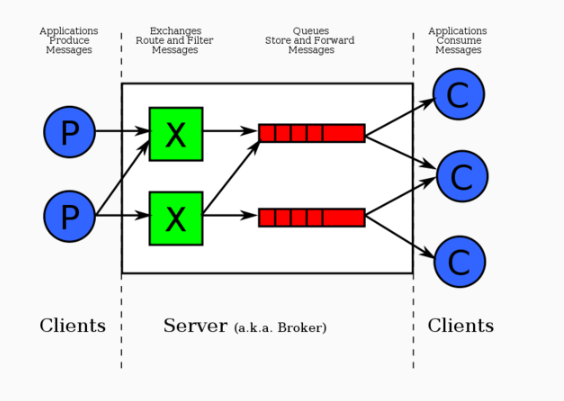 Applications
Produce
Messages
Exchanges
Route and Filter
Messages
Queues
Store and Forward
Messages
Applications
Consume
Messages
P
X
C
C
P
X
C
Clients
Server (a.k.a. Broker)
Clients